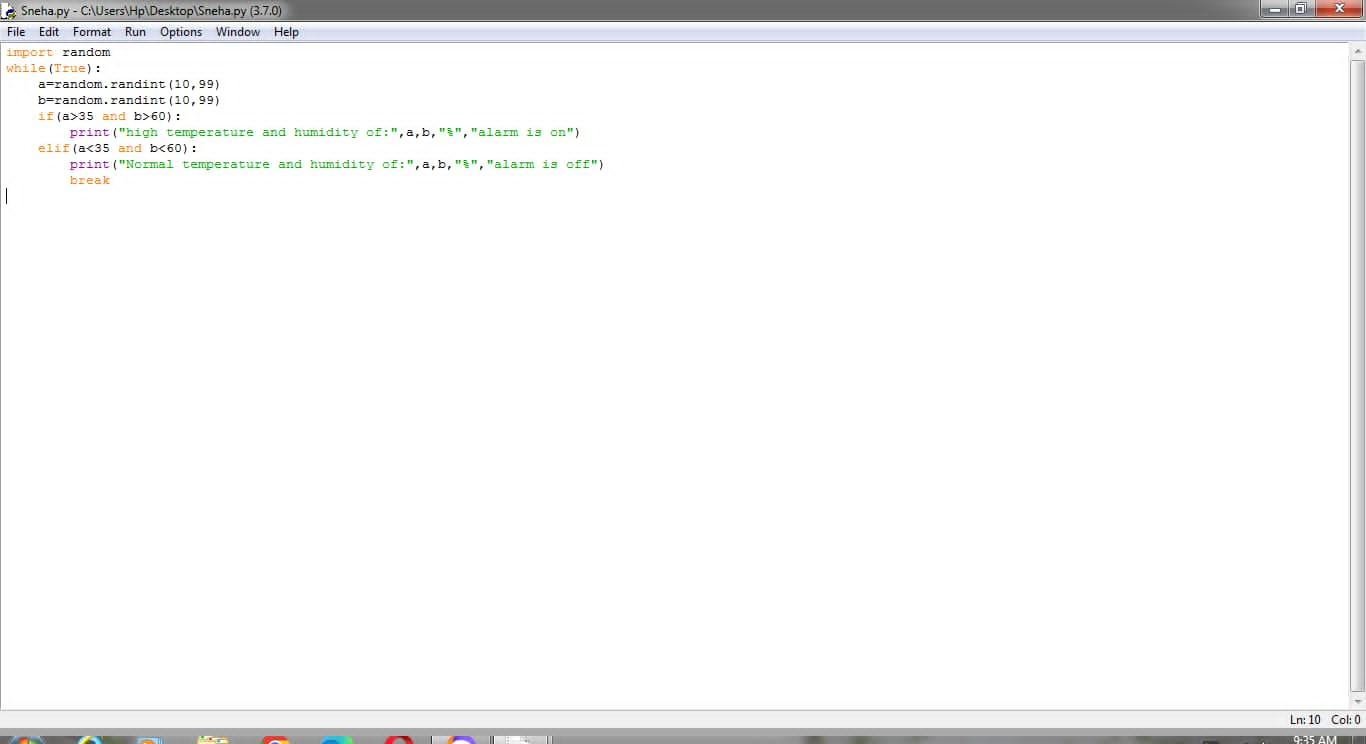 Sneha.py - C:\Users\Hp\Desktop\Sneha.py (3.7.0)
File Edit Format Run Options Window Help
import random
while(True):
    a=random.randint(10,99)
    b=random.randint(10,99)
    if(a>35 and b>60):
        print("high temperature and humidity of:",a,b,"%","alarm is on")
    elif(a<35 and b<60):
        print("Normal temperature and humidity of:",a,b,"%","alarm is off")
        break
Ln: 10 Col: 0
9:35 AM